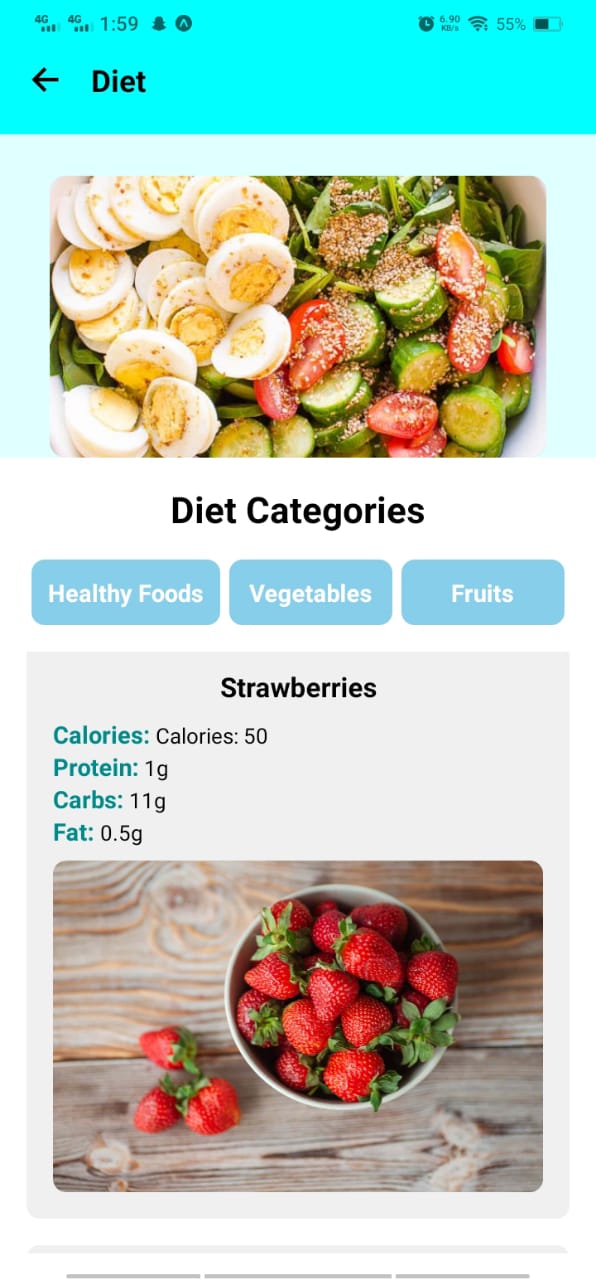 4G 4G 1:59 6.90 KB/s 55%
Diet
Diet Categories
Healthy Foods Vegetables Fruits
Strawberries
Calories: Calories: 50
Protein: 1g
Carbs: 11g
Fat: 0.5g